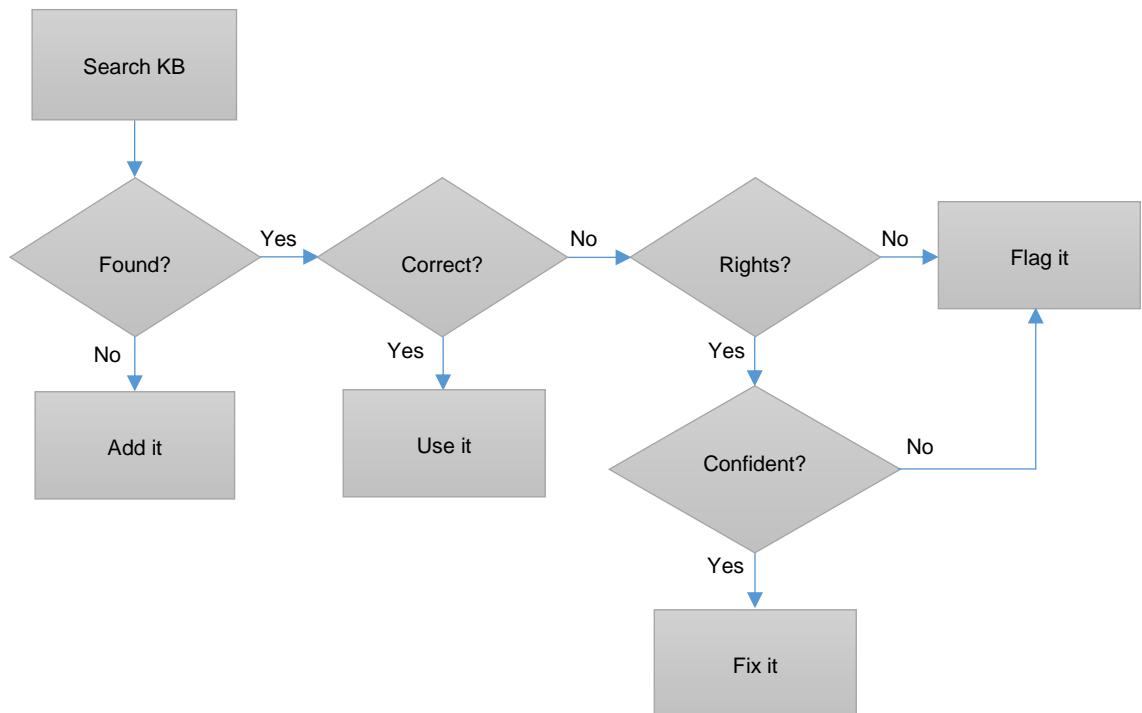 Search KB
Found?
Yes
Correct?
No
Rights?
No
Flag it
No
Yes
Yes
Add it
Use it
Confident?
No
Yes
Fix it